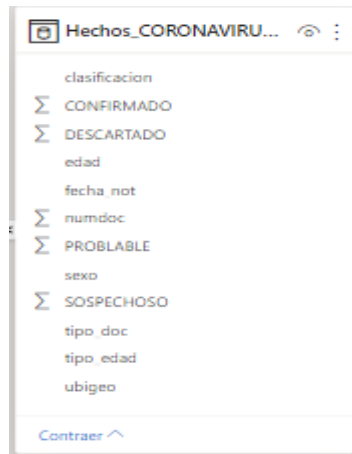 Hechos_CORONAVIRU...
clasificacion
∑ CONFIRMADO
∑ DESCARTADO
edad
fecha_not
∑ numdoc
∑ PROBLABLE
sexo
∑ SOSPECHOSO
tipo_doc
tipo_edad
ubigeo
Contraer